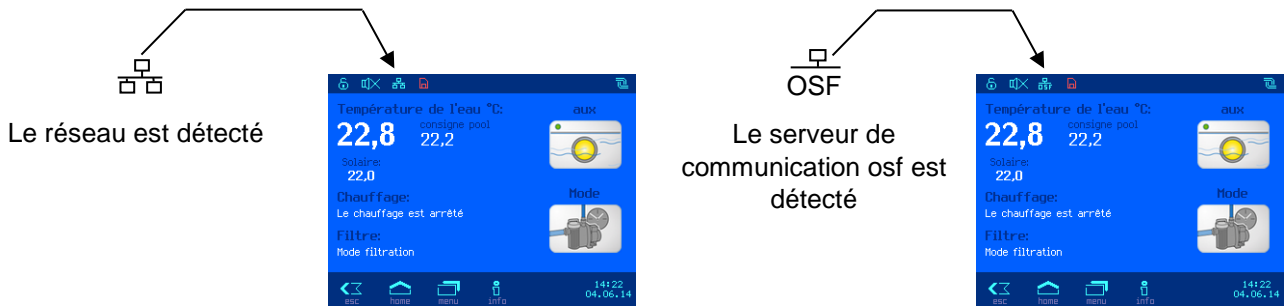 Le réseau est détecté
Température de l'eau °C:
aux
22,8
consigne pool
22,2
Solaire:
22,0
Chauffage:
Mode
Le chauffage est arrêté
Filtre:
Mode filtration
esc
home
menu
info
14:22
04.06.14
OSF
Le serveur de
communication osf est
détecté
OSF
Température de l'eau °C:
aux
22,8
consigne pool
22,2
Solaire:
22,0
Chauffage:
Mode
Le chauffage est arrêté
Filtre:
Mode filtration
esc
home
menu
info
14:22
04.06.14